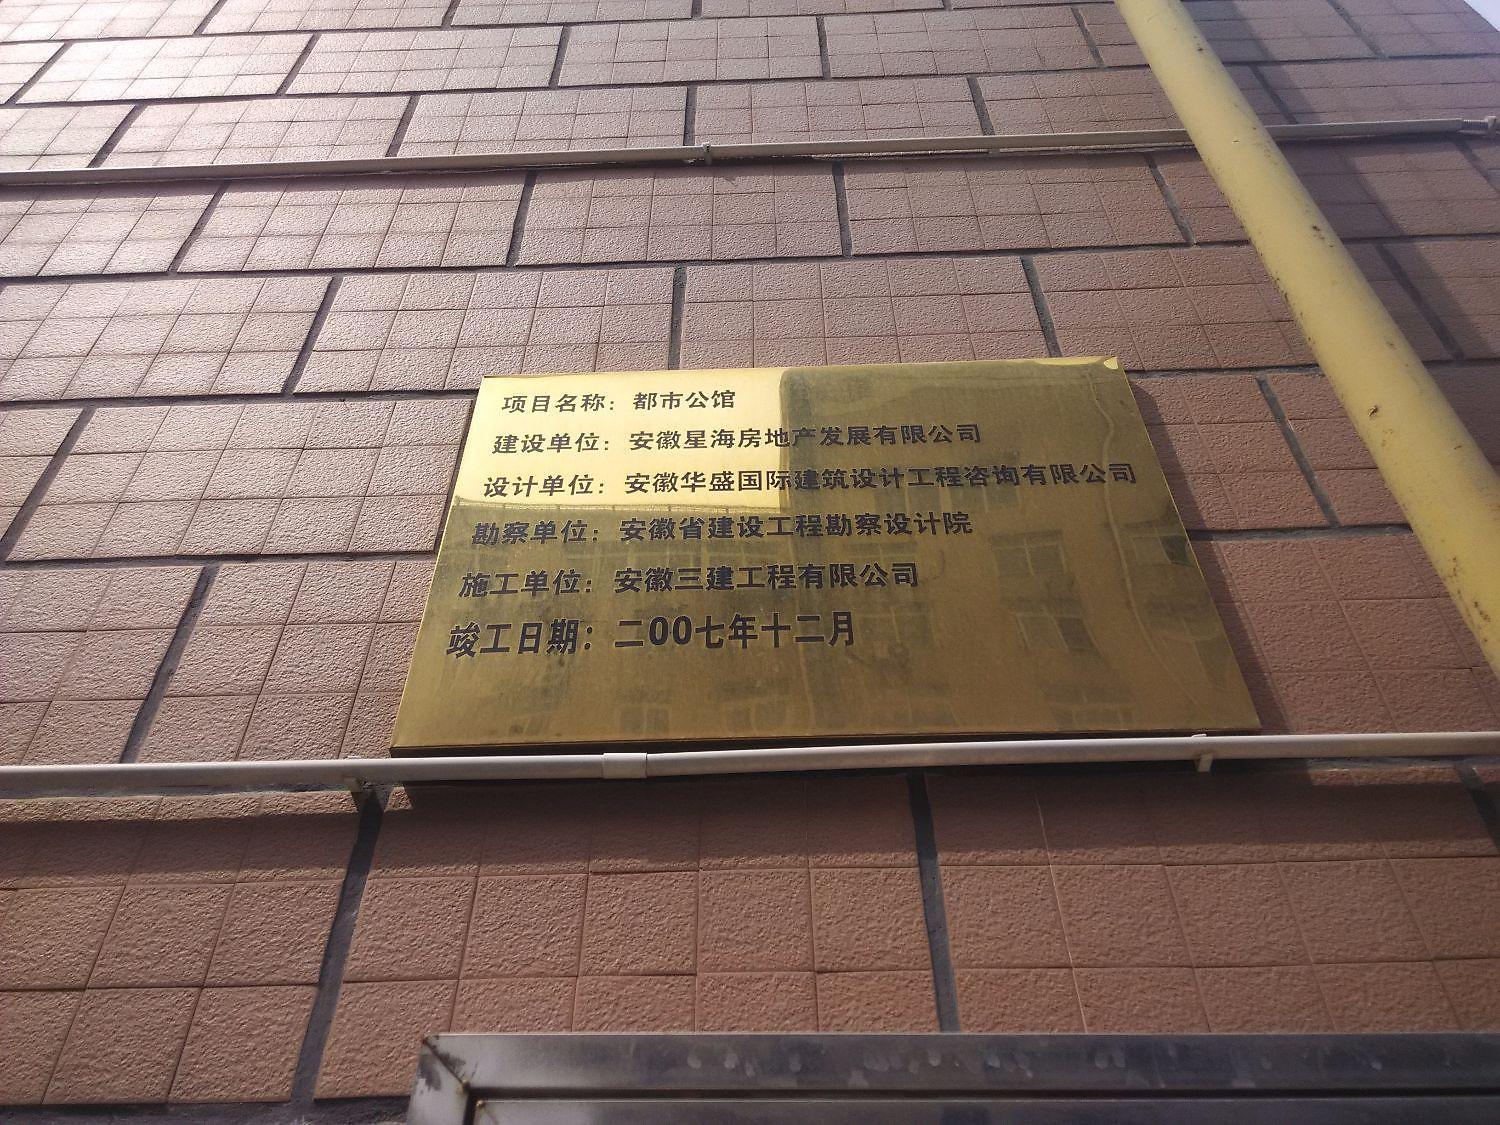 项目名称：都市公馆
建设单位：安徽星海房地产发展有限公司
设计单位：安徽华盛国际建筑设计工程咨询有限公司
勘察单位：安徽省建设工程勘察设计院
施工单位：安徽三建工程有限公司
竣工日期：二00七年十二月